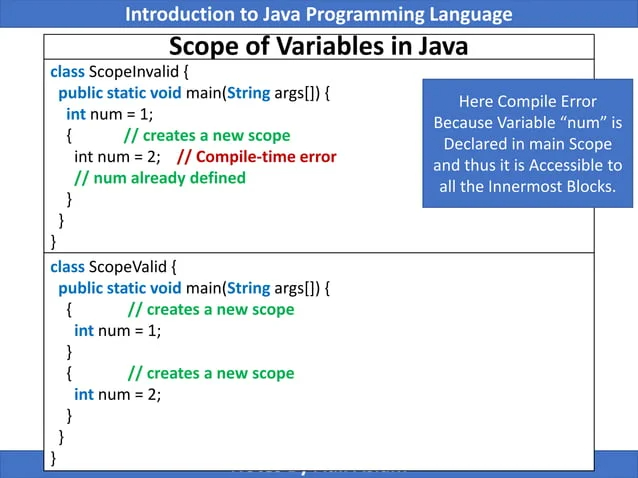 Introduction to Java Programming Language
Scope of Variables in Java
class ScopeInvalid {
public static void main(String args[]) {
int num = 1;
{ // creates a new scope
int num = 2; // Compile-time error
// num already defined
}
}
}
Here Compile Error
Because Variable “num” is
Declared in main Scope
and thus it is Accessible to
all the Innermost Blocks.
class ScopeValid {
public static void main(String args[]) {
{ // creates a new scope
int num = 1;
}
{ // creates a new scope
int num = 2;
}
}
}